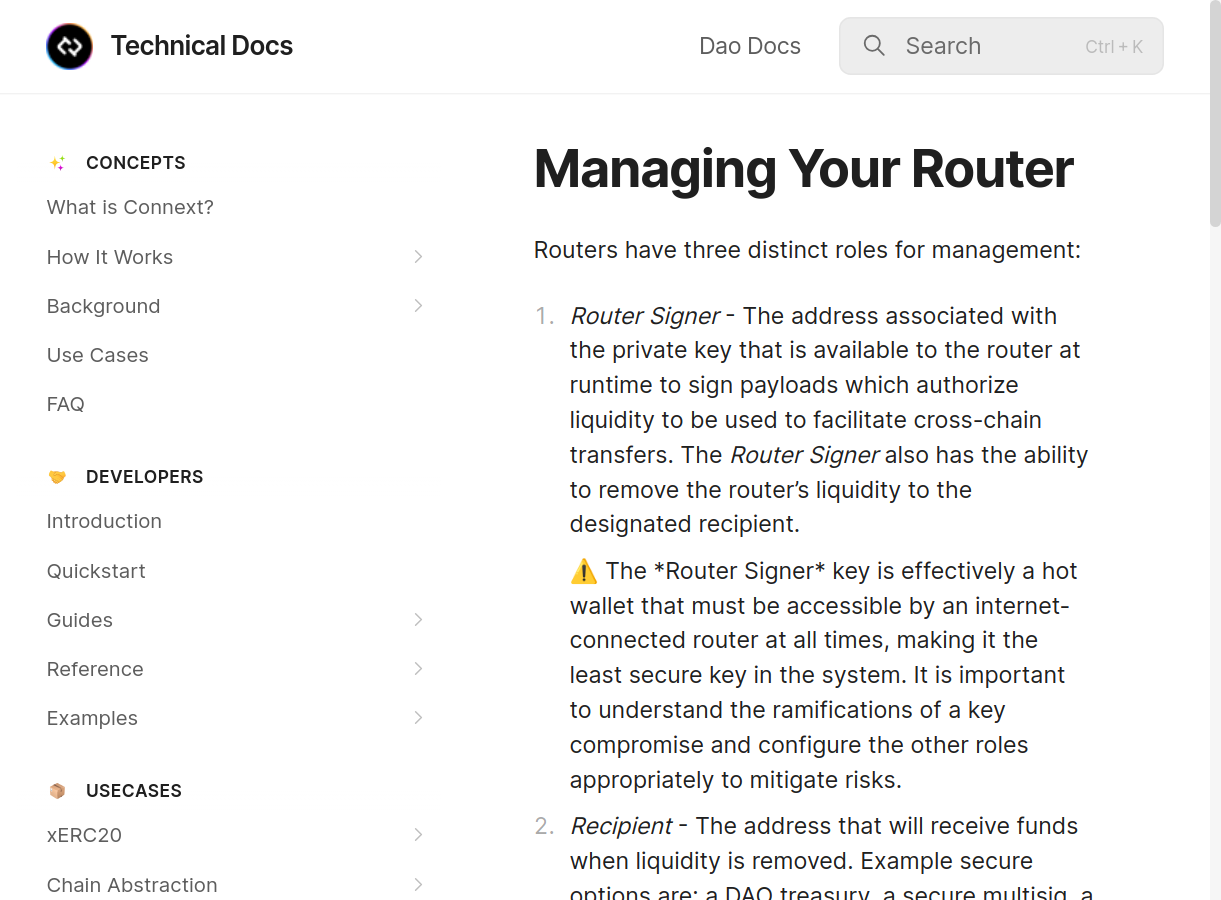 Technical Docs
Dao Docs
Search
Ctrl + K
CONCEPTS
What is Connext?
How It Works
Background
Use Cases
FAQ
DEVELOPERS
Introduction
Quickstart
Guides
Reference
Examples
USECASES
xERC20
Chain Abstraction
Managing Your Router
Routers have three distinct roles for management:
1. Router Signer - The address associated with
the private key that is available to the router at
runtime to sign payloads which authorize
liquidity to be used to facilitate cross-chain
transfers. The Router Signer also has the ability
to remove the router’s liquidity to the
designated recipient.
⚠️ The *Router Signer* key is effectively a hot
wallet that must be accessible by an internet-
connected router at all times, making it the
least secure key in the system. It is important
to understand the ramifications of a key
compromise and configure the other roles
appropriately to mitigate risks.
2. Recipient - The address that will receive funds
when liquidity is removed. Example secure
options are: a DAO treasury, a secure multisig, a